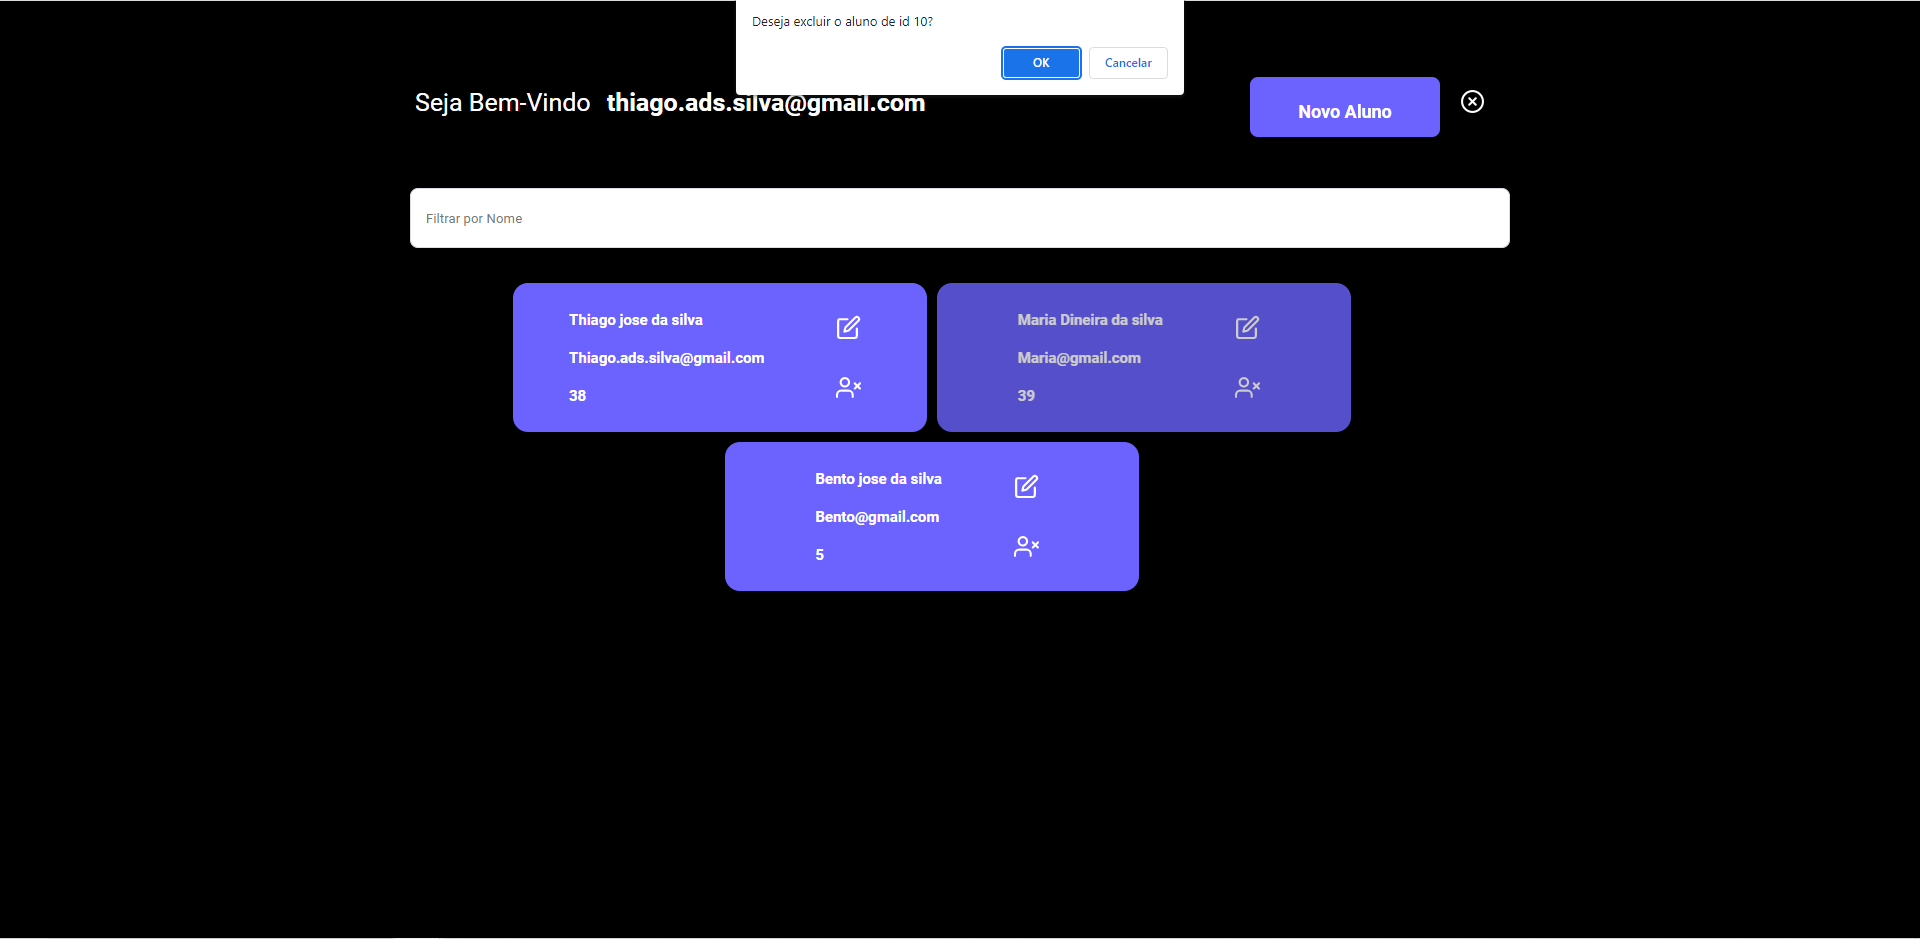 Deseja excluir o aluno de id 10?
OK
Cancelar
Seja Bem-Vindo thiago.ads.silva@gmail.com
Novo Aluno
Filtrar por Nome
Thiago jose da silva
Thiago.ads.silva@gmail.com
38
Maria Dineira da silva
Maria@gmail.com
39
Bento jose da silva
Bento@gmail.com
5